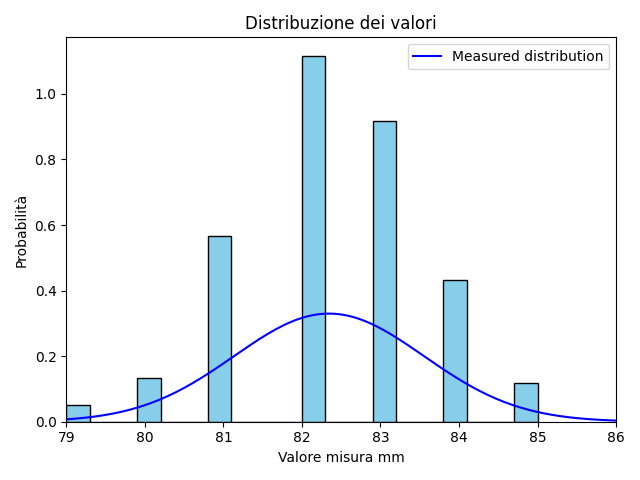 Distribuzione dei valori
Measured distribution
Probabilità
1.0
0.8
0.6
0.4
0.2
0.0
79 80 81 82 83 84 85 86
Valore misura mm